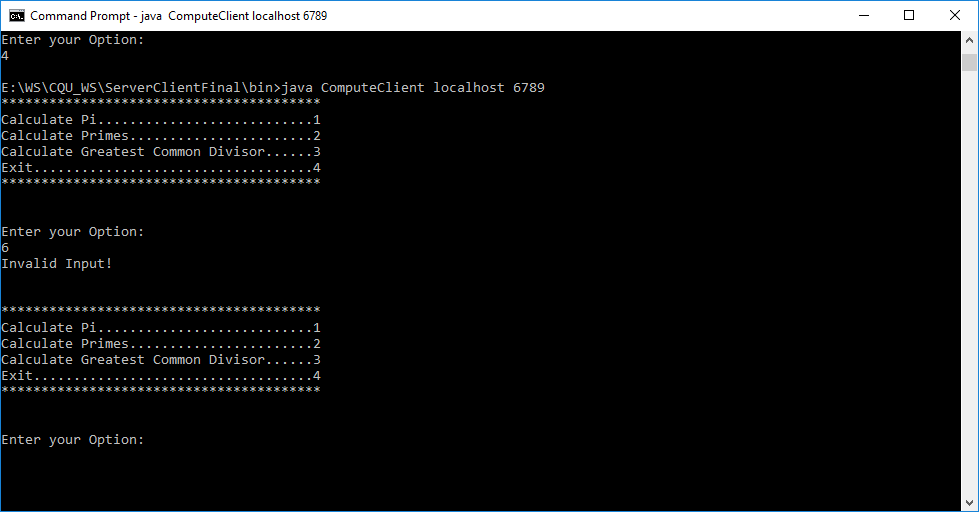 Command Prompt - java  ComputeClient localhost 6789
Enter your Option:
4
E:\WS\CQU_WS\ServerClientFinal\bin>java ComputeClient localhost 6789
****************************************
Calculate Pi...........................1
Calculate Primes.......................2
Calculate Greatest Common Divisor......3
Exit...................................4
****************************************
Enter your Option:
6
Invalid Input!
****************************************
Calculate Pi...........................1
Calculate Primes.......................2
Calculate Greatest Common Divisor......3
Exit...................................4
****************************************
Enter your Option: